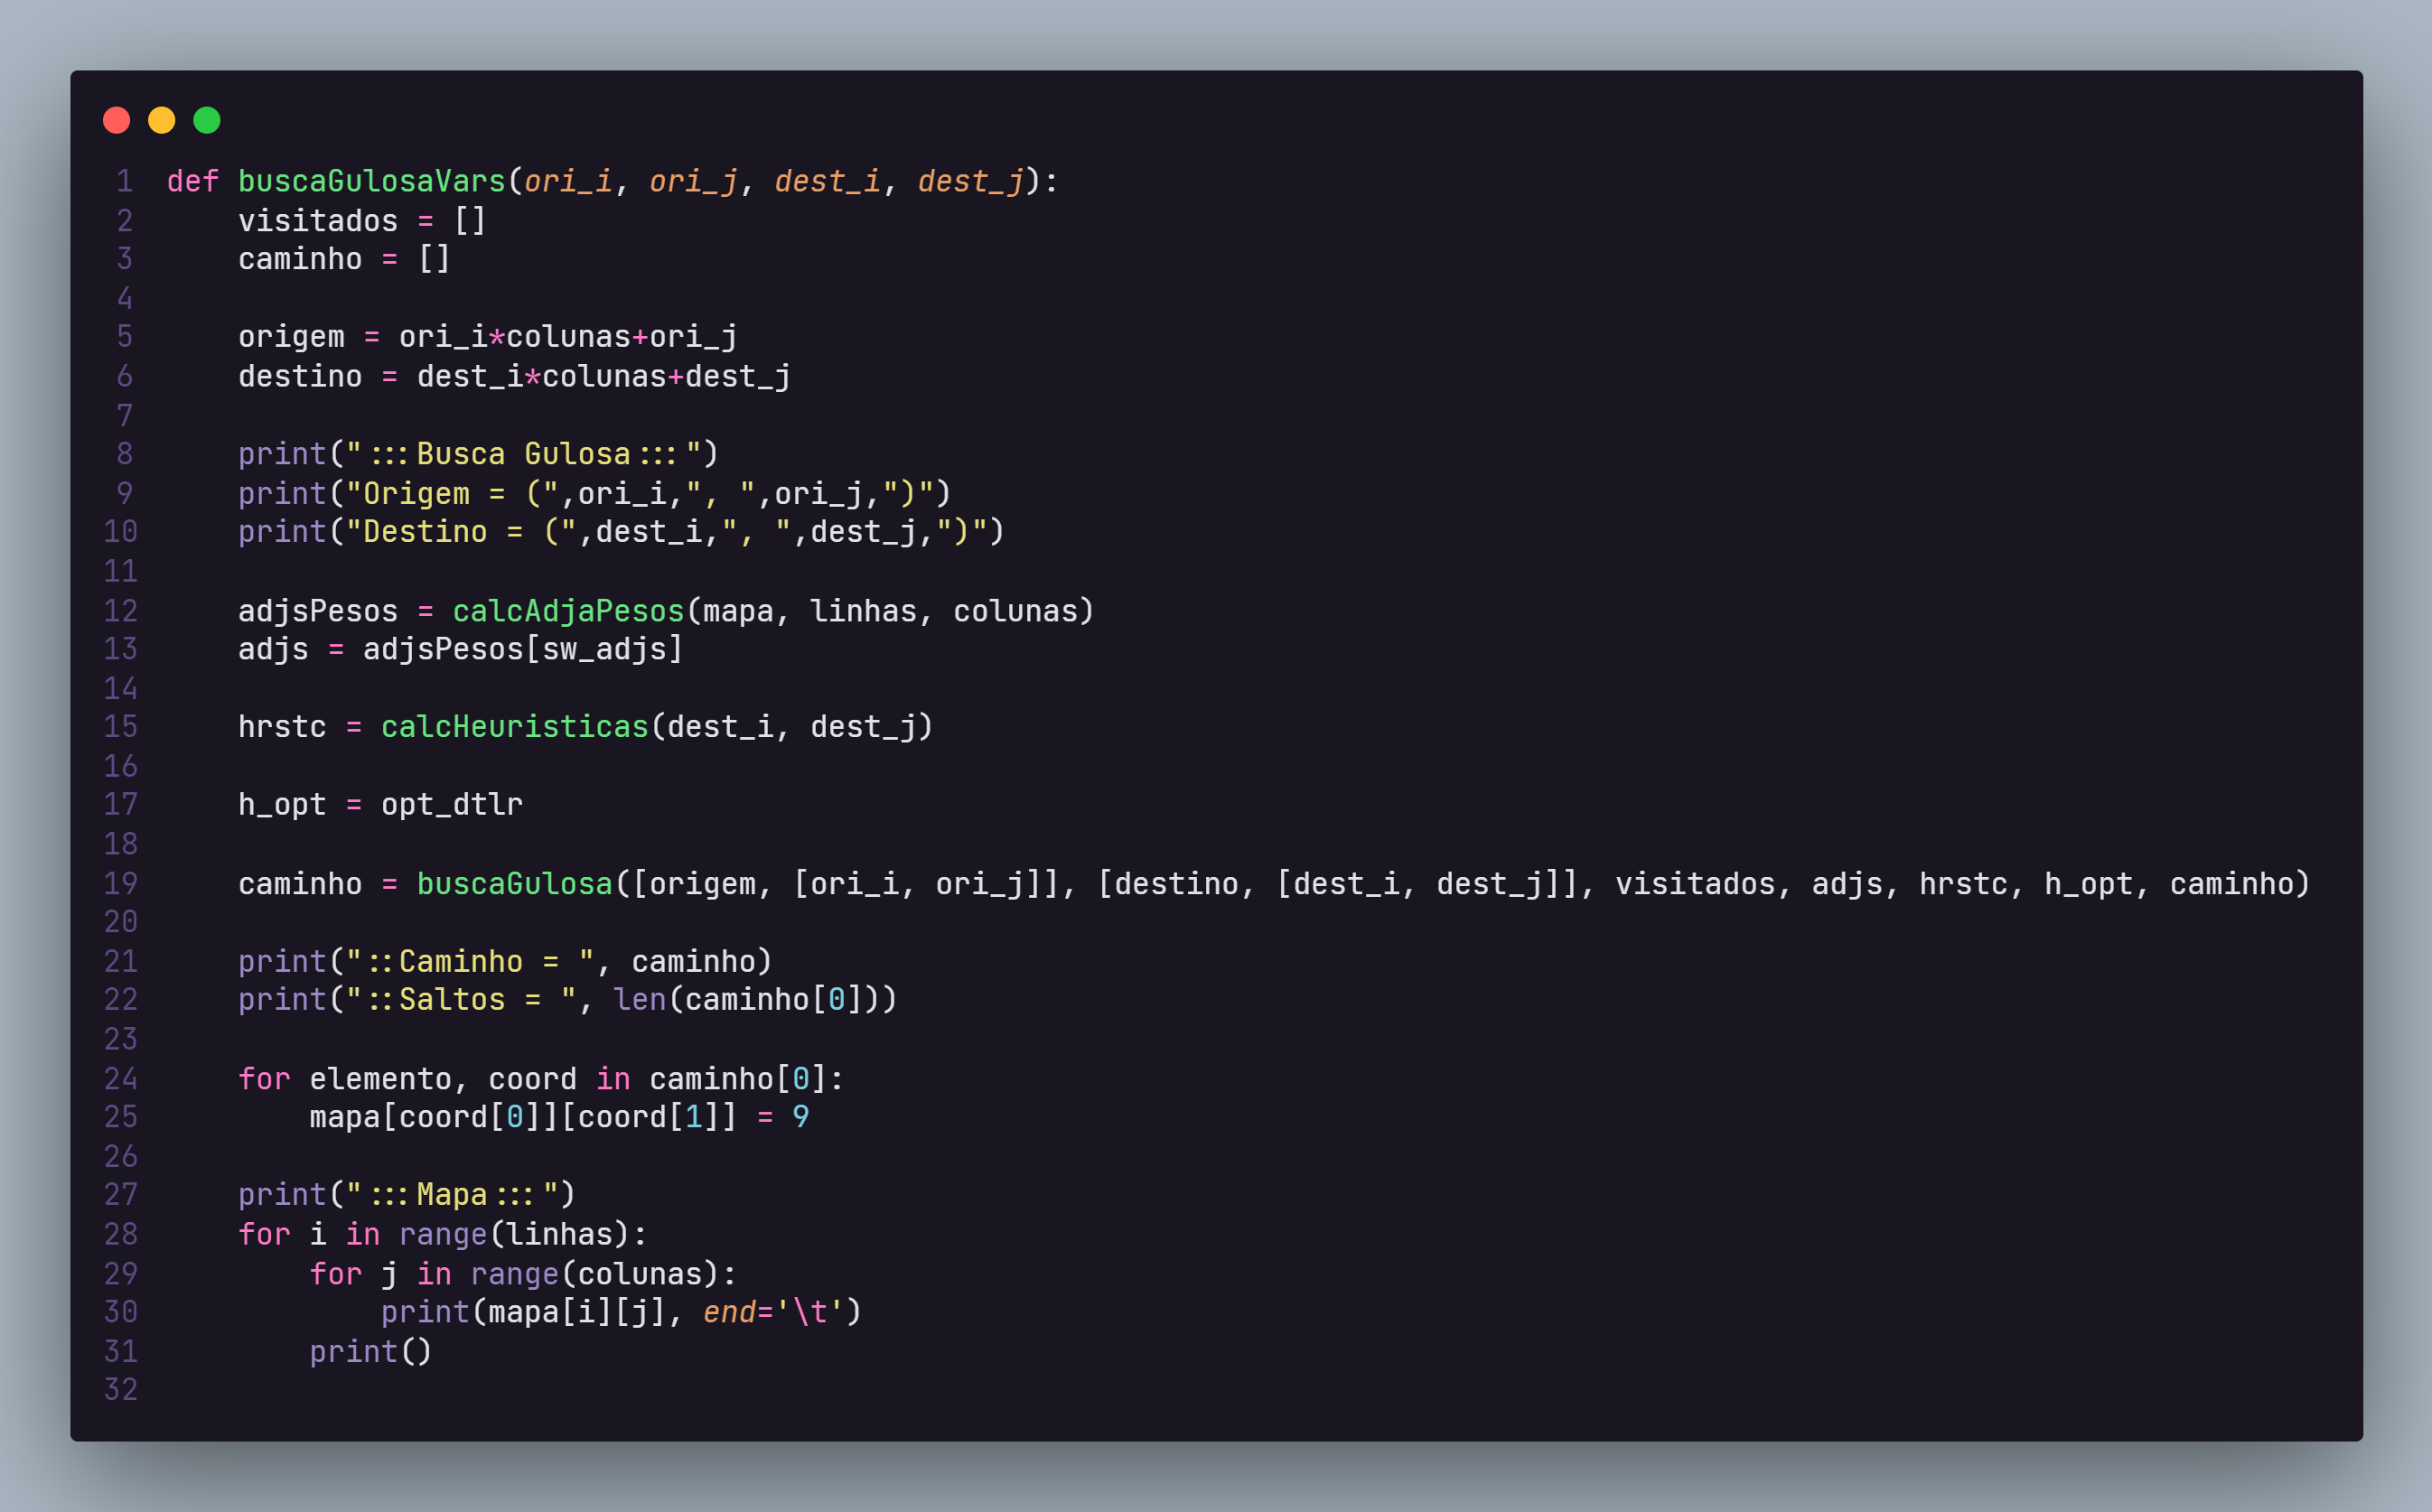 1 def buscaGulosaVars(ori_i, ori_j, dest_i, dest_j):
2     visitados = []
3     caminho = []
4
5     origem = ori_i*colunas+ori_j
6     destino = dest_i*colunas+dest_j
7
8     print(":::Busca Gulosa:::")
9     print("Origem = (",ori_i,", ",ori_j,")")
10     print("Destino = (",dest_i,", ",dest_j,")")
11
12     adjsPesos = calcAdjaPesos(mapa, linhas, colunas)
13     adjs = adjsPesos[sw_adjs]
14
15     hrstc = calcHeuristicas(dest_i, dest_j)
16
17     h_opt = opt_dtlr
18
19     caminho = buscaGulosa([origem, [ori_i, ori_j]], [destino, [dest_i, dest_j]], visitados, adjs, hrstc, h_opt, caminho)
20
21     print("::Caminho = ", caminho)
22     print("::Saltos = ", len(caminho[0]))
23
24     for elemento, coord in caminho[0]:
25         mapa[coord[0]][coord[1]] = 9
26
27     print(":::Mapa:::")
28     for i in range(linhas):
29         for j in range(colunas):
30             print(mapa[i][j], end='\t')
31         print()
32